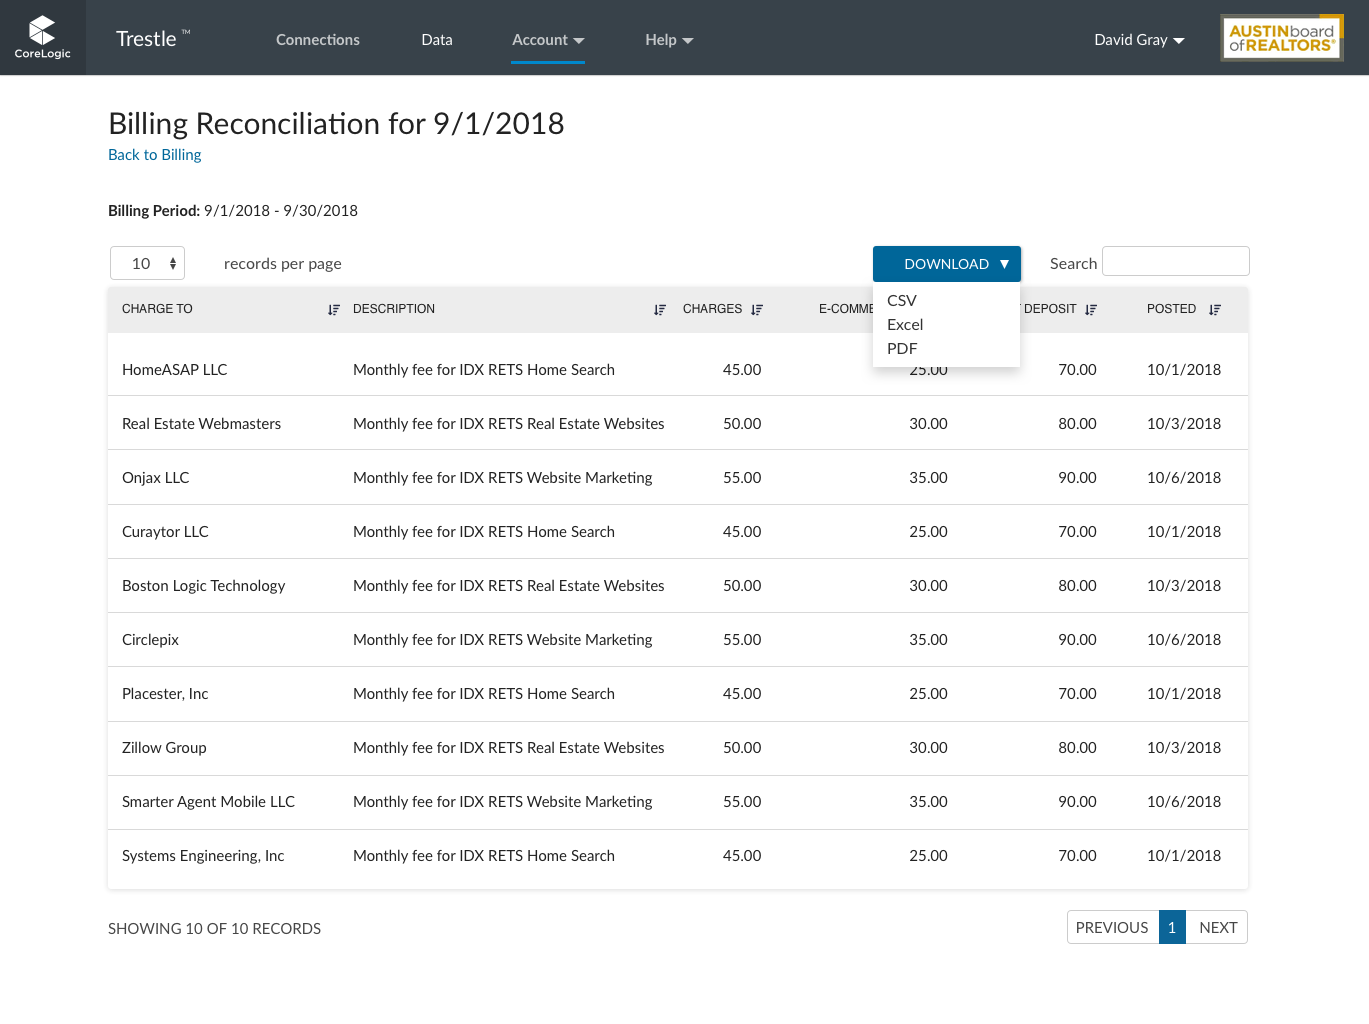 CoreLogic
Trestle ™ Connections Data Account Help David Gray
AUSTINboard
ofREALTORS®
Billing Reconciliation for 9/1/2018
Back to Billing
Billing Period: 9/1/2018 - 9/30/2018
10 records per page DOWNLOAD ▼ Search
CSV
Excel
PDF
CHARGE TO DESCRIPTION CHARGES E-COMME DEPOSIT POSTED
HomeASAP LLC Monthly fee for IDX RETS Home Search 45.00 25.00 70.00 10/1/2018
Real Estate Webmasters Monthly fee for IDX RETS Real Estate Websites 50.00 30.00 80.00 10/3/2018
Onjax LLC Monthly fee for IDX RETS Website Marketing 55.00 35.00 90.00 10/6/2018
Curaytor LLC Monthly fee for IDX RETS Home Search 45.00 25.00 70.00 10/1/2018
Boston Logic Technology Monthly fee for IDX RETS Real Estate Websites 50.00 30.00 80.00 10/3/2018
Circlepix Monthly fee for IDX RETS Website Marketing 55.00 35.00 90.00 10/6/2018
Placester, Inc Monthly fee for IDX RETS Home Search 45.00 25.00 70.00 10/1/2018
Zillow Group Monthly fee for IDX RETS Real Estate Websites 50.00 30.00 80.00 10/3/2018
Smarter Agent Mobile LLC Monthly fee for IDX RETS Website Marketing 55.00 35.00 90.00 10/6/2018
Systems Engineering, Inc Monthly fee for IDX RETS Home Search 45.00 25.00 70.00 10/1/2018
SHOWING 10 OF 10 RECORDS PREVIOUS 1 NEXT